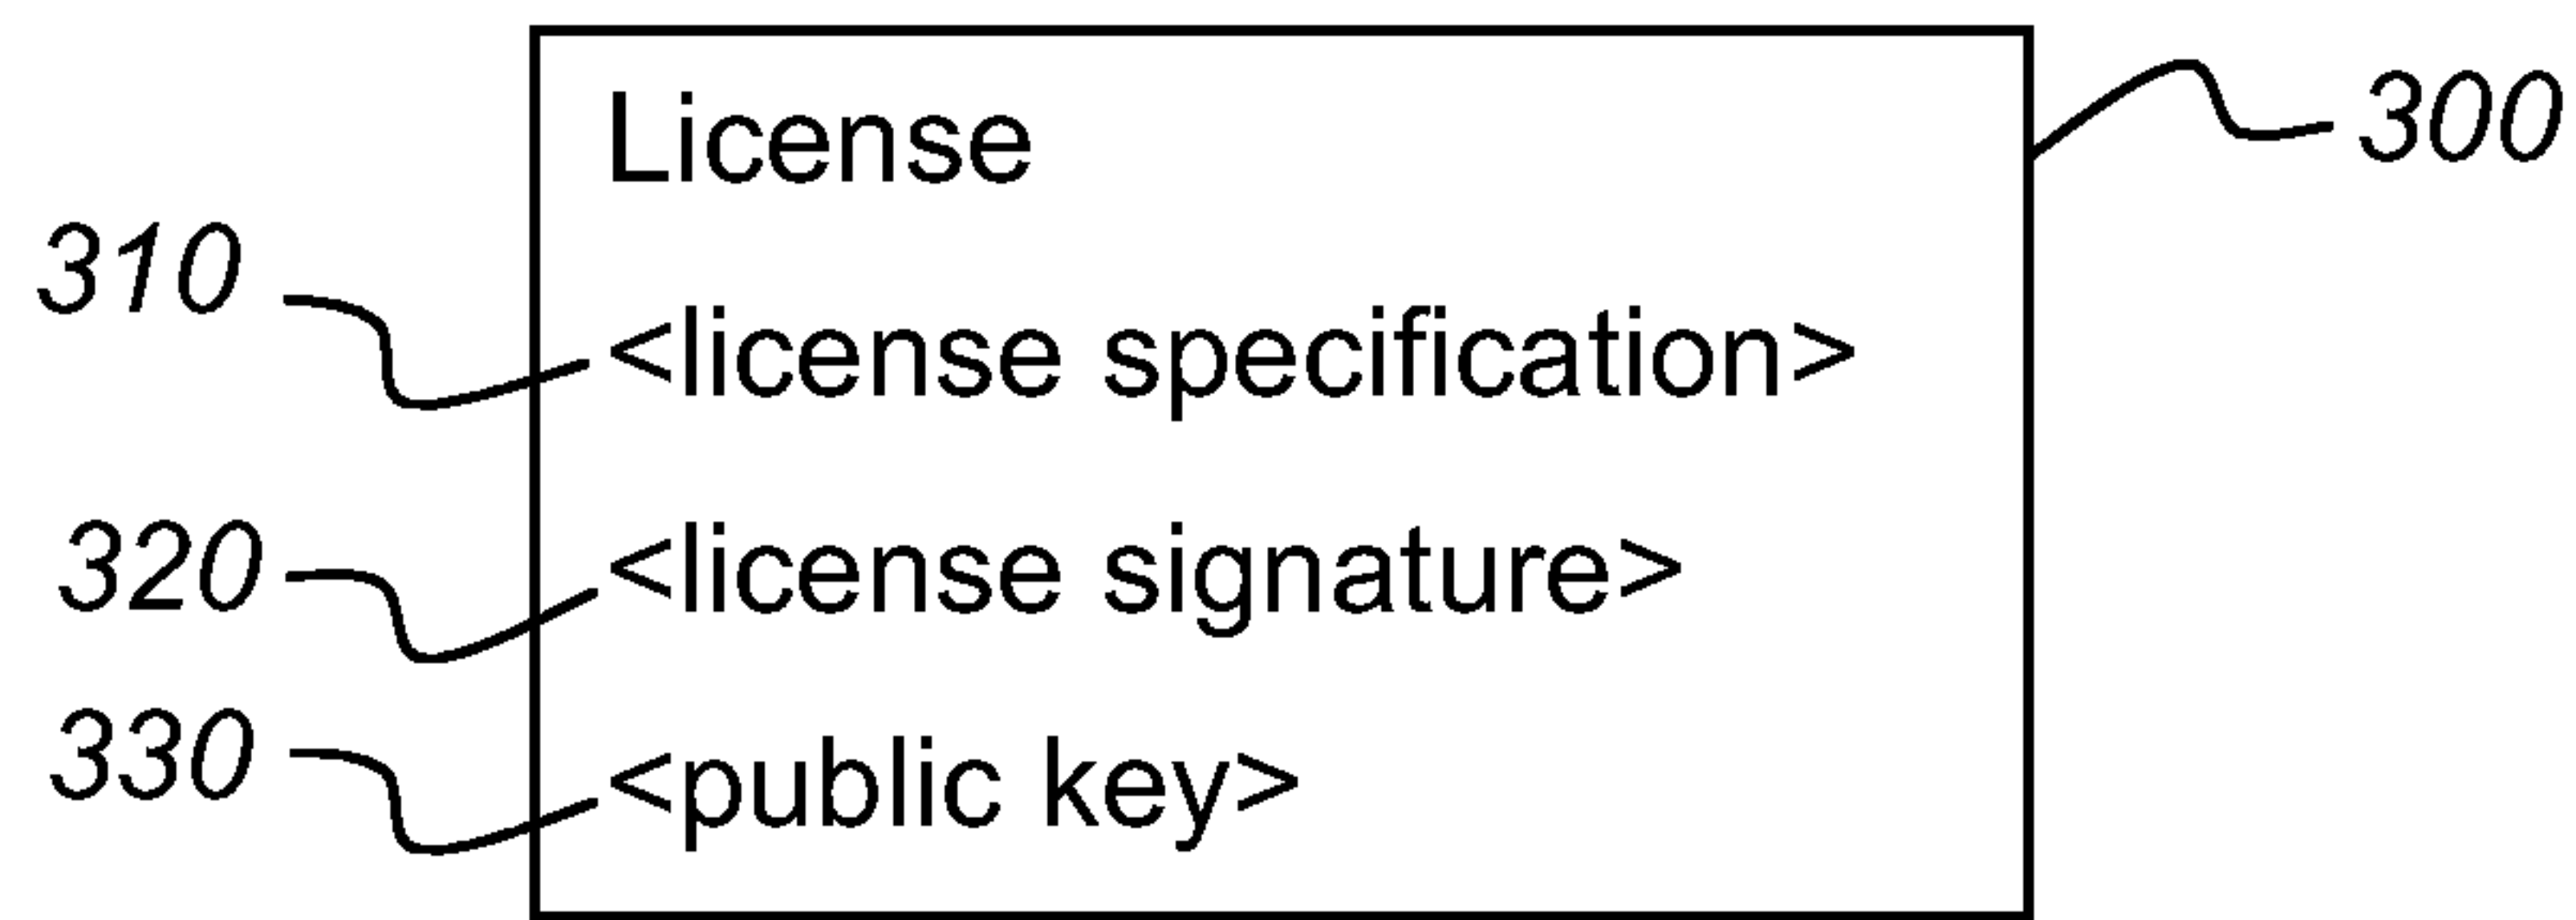 License
300
310
<license specification>
320
<license signature>
330
<public key>